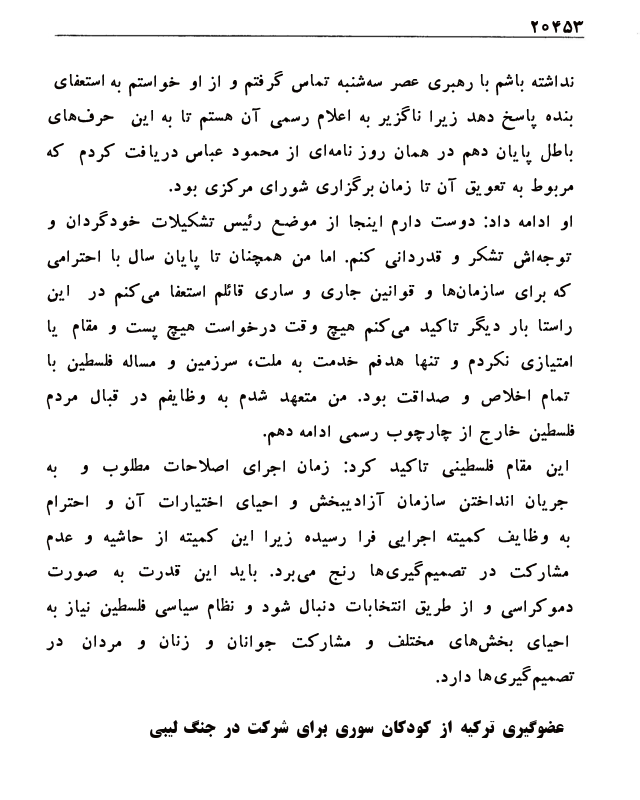 ۲۰۴۵۳
نداشته باشم با رهبری عصر سه‌شنبه تماس گرفتم و از او خواستم به استعفای
بنده پاسخ دهد زیرا ناگزیر به اعلام رسمی آن هستم تا به این حرف‌های
باطل پایان دهم در همان روز نامه‌ای از محمود عباس دریافت کردم که
مربوط به تعویق آن تا زمان برگزاری شورای مرکزی بود.
او ادامه داد: دوست دارم اینجا از موضع رئیس تشکیلات خودگردان و
توجه‌اش تشکر و قدردانی کنم. اما من همچنان تا پایان سال با احترامی
که برای سازمان‌ها و قوانین جاری و ساری قائلم استعفا می‌کنم در این
راستا بار دیگر تاکید می‌کنم هیچ وقت درخواست هیچ پست و مقام یا
امتیازی نکردم و تنها هدفم خدمت به ملت، سرزمین و مساله فلسطین با
تمام اخلاص و صداقت بود. من متعهد شدم به وظایفم در قبال مردم
فلسطین خارج از چارچوب رسمی ادامه دهم.
این مقام فلسطینی تاکید کرد: زمان اجرای اصلاحات مطلوب و به
جریان انداختن سازمان آزادیبخش و احیای اختیارات آن و احترام
به وظایف کمیته اجرایی فرا رسیده زیرا این کمیته از حاشیه و عدم
مشارکت در تصمیم‌گیری‌ها رنج می‌برد. باید این قدرت به صورت
دموکراسی و از طریق انتخابات دنبال شود و نظام سیاسی فلسطین نیاز به
احیای بخش‌های مختلف و مشارکت جوانان و زنان و مردان در
تصمیم‌گیری‌ها دارد.
عضوگیری ترکیه از کودکان سوری برای شرکت در جنگ لیبی